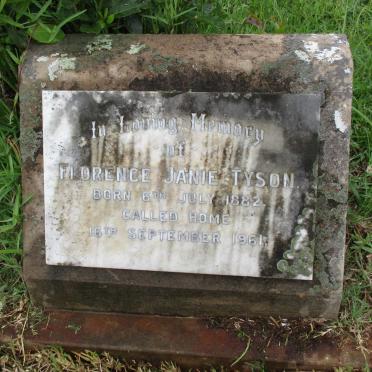 In Loving Memory
of
FLORENCE JANIE TYSON
BORN 6TH JULY 1882
CALLED HOME
16TH SEPTEMBER 1961